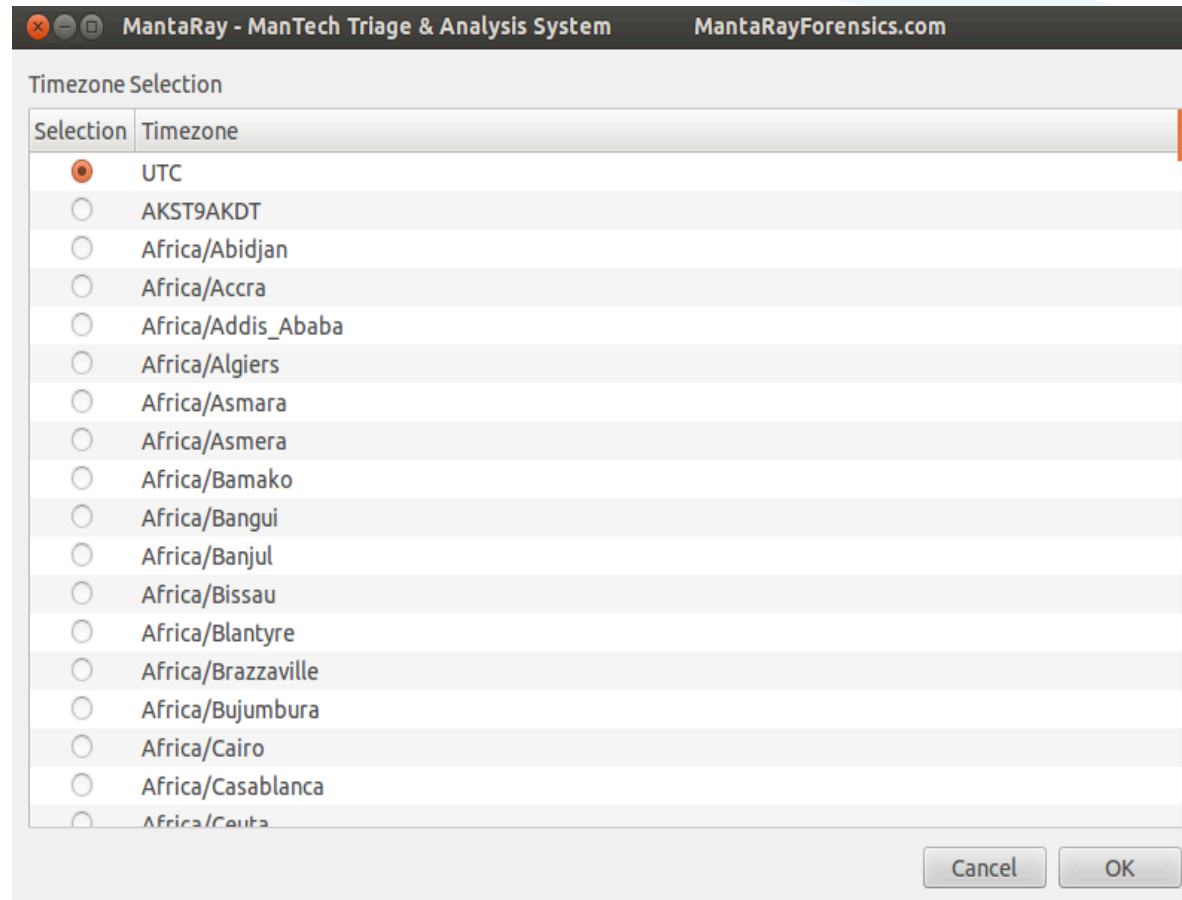 MantaRay - ManTech Triage & Analysis System MantaRayForensics.com
Timezone Selection
Selection Timezone
UTC
AKST9AKDT
Africa/Abidjan
Africa/Accra
Africa/Addis_Ababa
Africa/Algiers
Africa/Asmara
Africa/Asmera
Africa/Bamako
Africa/Bangui
Africa/Banjul
Africa/Bissau
Africa/Blantyre
Africa/Brazzaville
Africa/Bujumbura
Africa/Cairo
Africa/Casablanca
Africa/Ceuta
Cancel OK